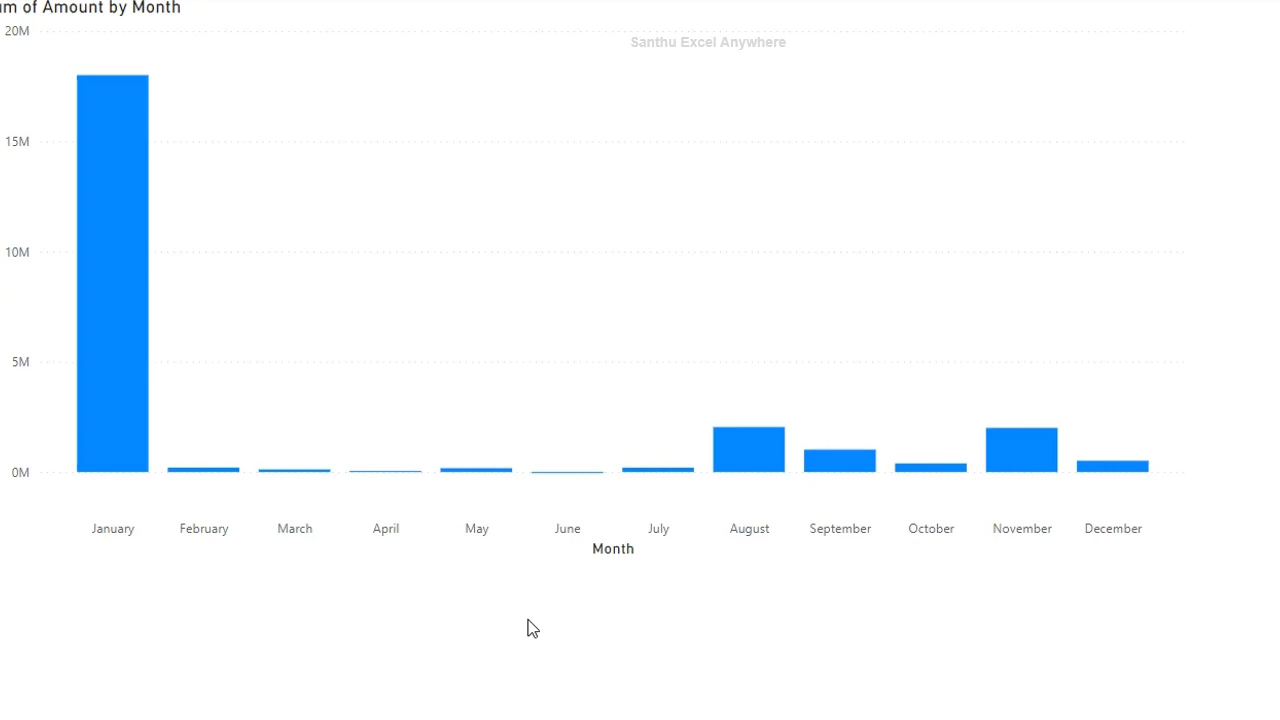 of Amount by Month
20M
Santhu Excel Anywhere
15M
10M
5M
0M
January February March April May June July August September October November December
Month